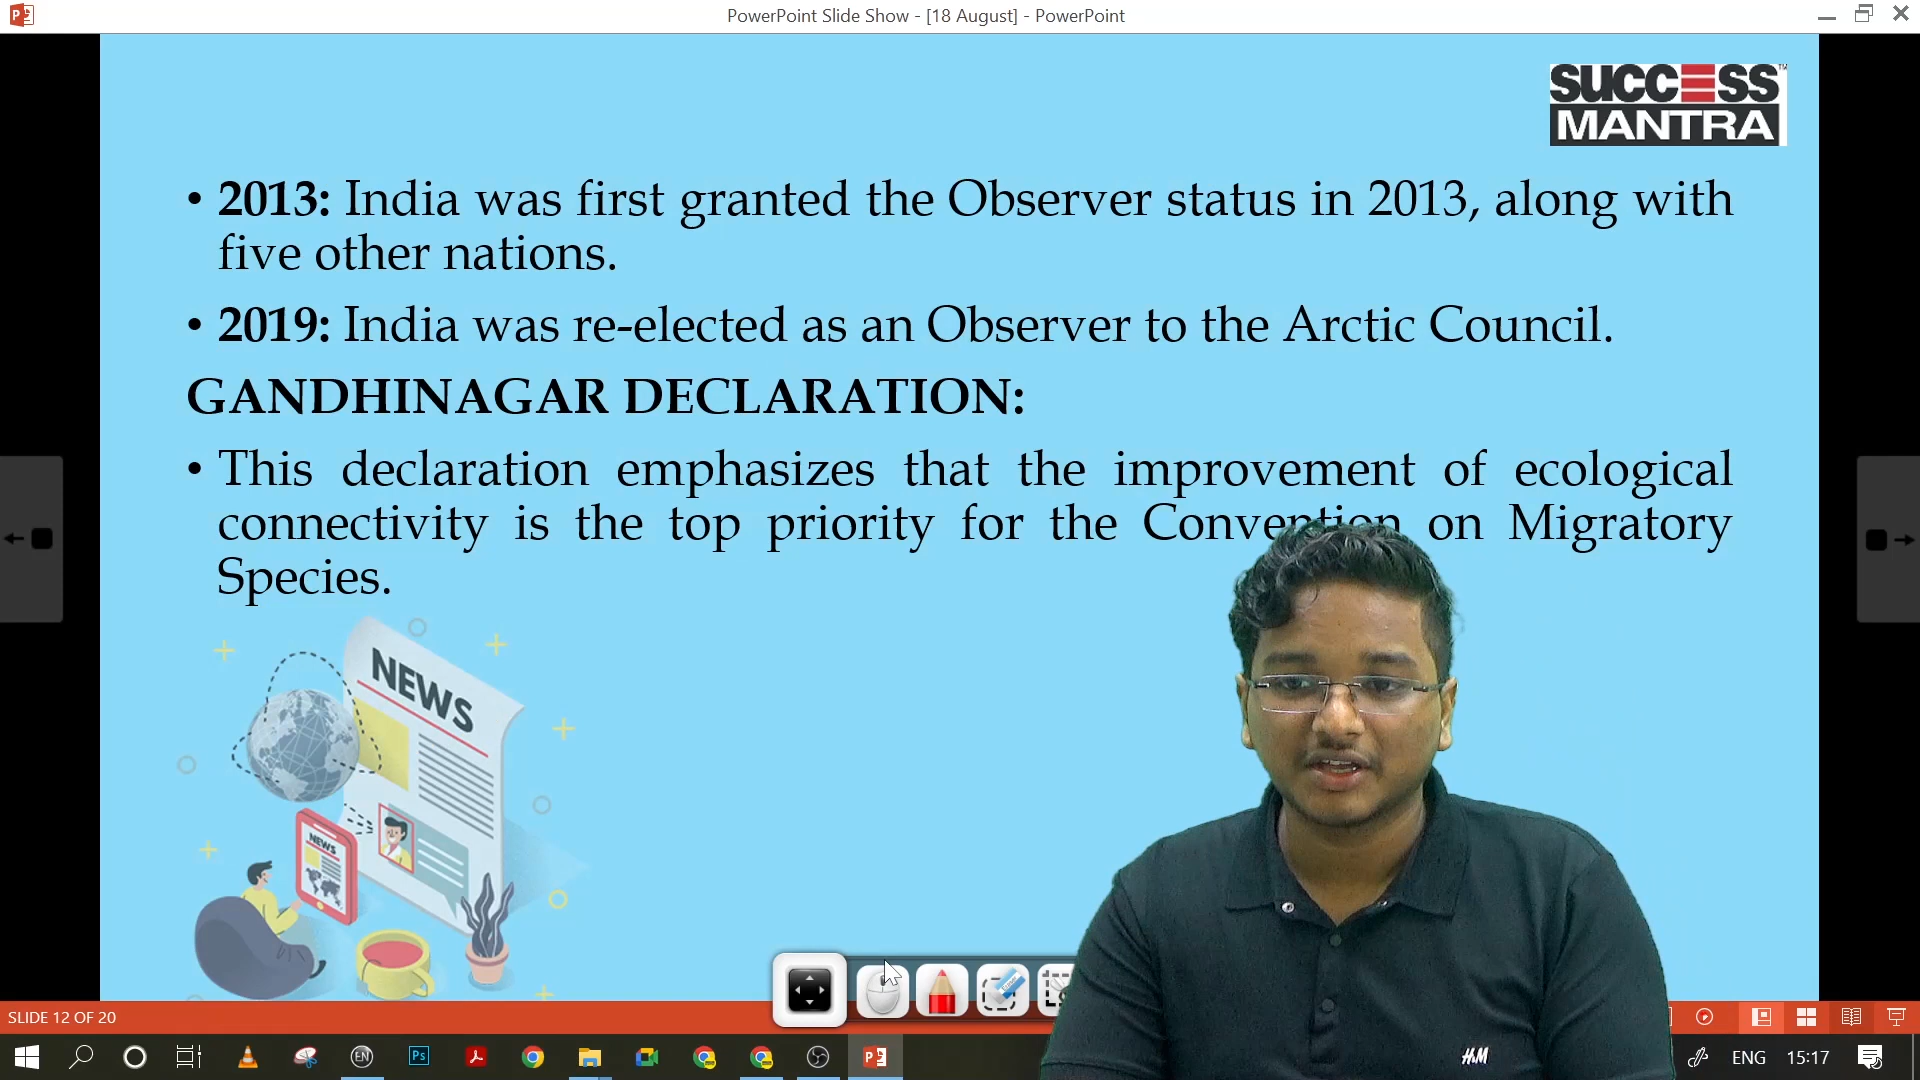 PowerPoint Slide Show - [18 August] - PowerPoint
SUCCESS
MANTRA
• 2013: India was first granted the Observer status in 2013, along with
five other nations.
• 2019: India was re-elected as an Observer to the Arctic Council.
GANDHINAGAR DECLARATION:
• This declaration emphasizes that the improvement of ecological
connectivity is the top priority for the Convention on Migratory
Species.
NEWS
NEWS
SLIDE 12 OF 20
EN
Ps
H&M
ENG
15:17